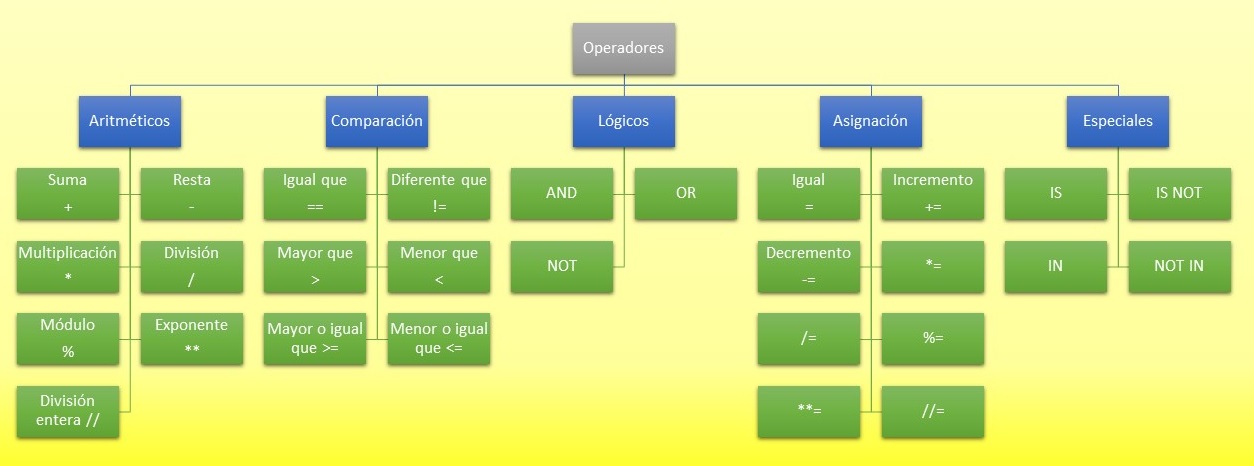 Operadores
Aritméticos
Suma
+
Resta
-
Multiplicación
*
División
/
Módulo
%
Exponente
**
División
entera //
Comparación
Igual que
==
Diferente que
!=
Mayor que
>
Menor que
<
Mayor o igual
que >=
Menor o igual
que <=
Lógicos
AND
OR
NOT
Asignación
Igual
=
Incremento
+=
Decremento
-=
*=
/=
%=
**=
//=
Especiales
IS
IS NOT
IN
NOT IN